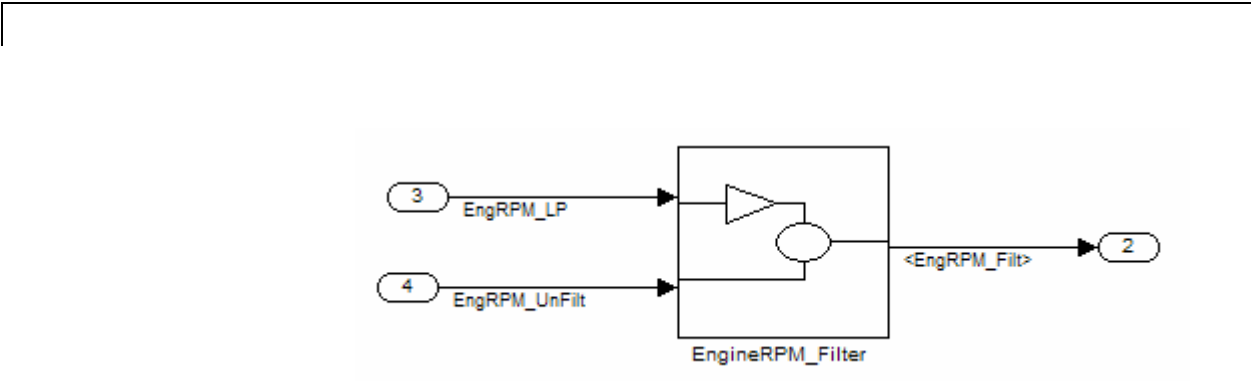 3
EngRPM_LP
4
EngRPM_UnFilt
<EngRPM_Filt>
2
EngineRPM_Filter